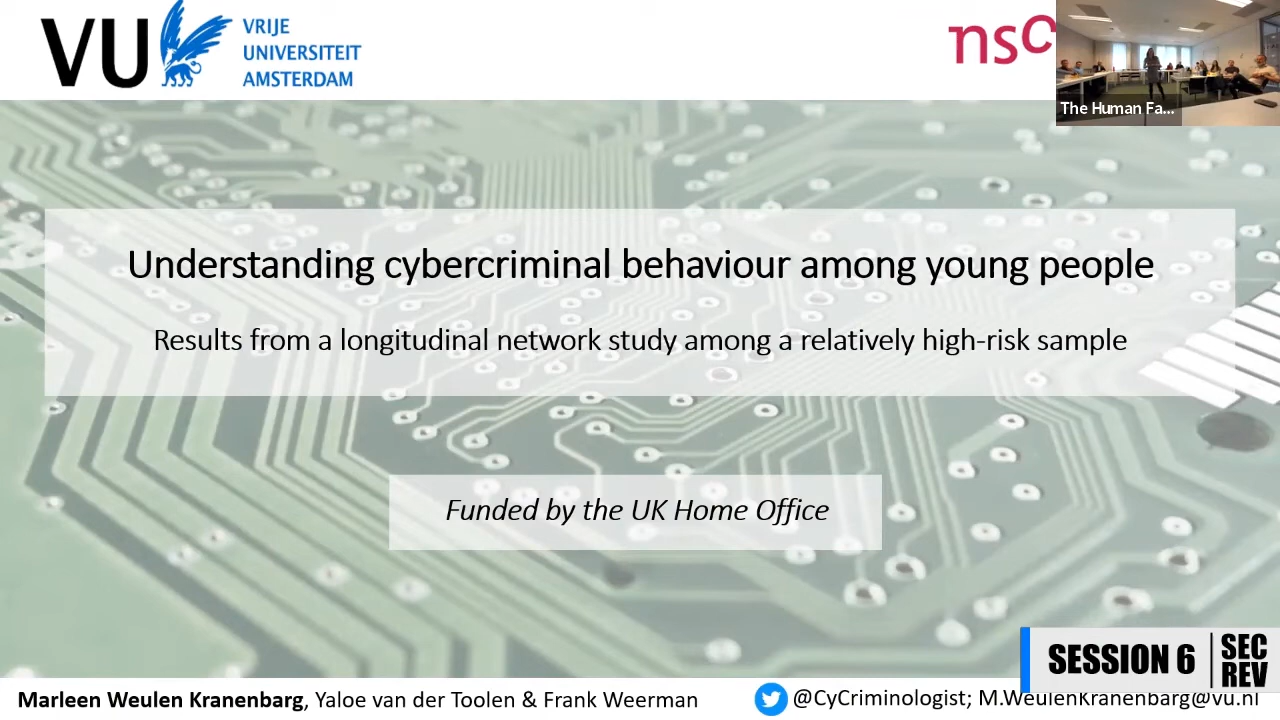 VU
VRIJE
UNIVERSITEIT
AMSTERDAM
nsc
The Human Fa...
Understanding cybercriminal behaviour among young people
Results from a longitudinal network study among a relatively high-risk sample
Funded by the UK Home Office
SESSION 6
SEC
REV
Marleen Weulen Kranenbarg, Yaloe van der Toolen & Frank Weerman
@CyCriminologist; M.WeulenKranenbarg@vu.nl